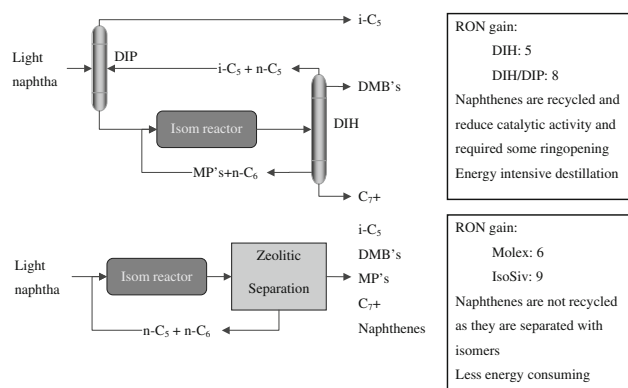 i-C5
DIP
Light
naphtha
i-C5 + n-C5
DMB's
Isom reactor
DIH
MP's+n-C6
C7+
RON gain:
DIH: 5
DIH/DIP: 8
Naphthenes are recycled and
reduce catalytic activity and
required some ringopening
Energy intensive destillation
Light
naphtha
Isom reactor
Zeolitic
Separation
n-C5 + n-C6
i-C5
DMB's
MP's
C7+
Naphthenes
RON gain:
Molex: 6
IsoSiv: 9
Naphthenes are not recycled
as they are separated with
isomers
Less energy consuming